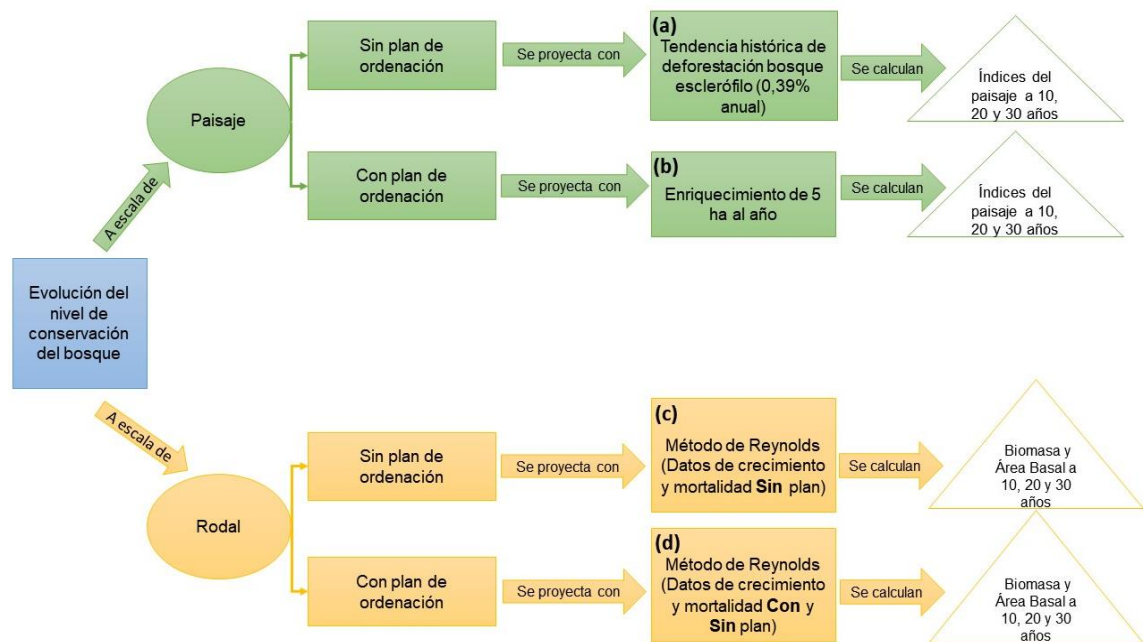 Evolución del
nivel de
conservación
del bosque
A escala de
Paisaje
Sin plan de
ordenación
Se proyecta con
(a)
Tendencia histórica de
deforestación bosque
esclerófilo (0,39%
anual)
Se calculan
Índices del
paisaje a 10,
20 y 30 años
Con plan de
ordenación
Se proyecta con
(b)
Enriquecimiento de 5
ha al año
Se calculan
Índices del
paisaje a 10,
20 y 30 años
A escala de
Rodal
Sin plan de
ordenación
Se proyecta con
(c)
Método de Reynolds
(Datos de crecimiento
y mortalidad Sin plan)
Se calculan
Biomasa y
Área Basal a
10, 20 y 30
años
Con plan de
ordenación
Se proyecta con
(d)
Método de Reynolds
(Datos de crecimiento
y mortalidad Con y
Sin plan)
Se calculan
Biomasa y
Área Basal a
10, 20 y 30
años